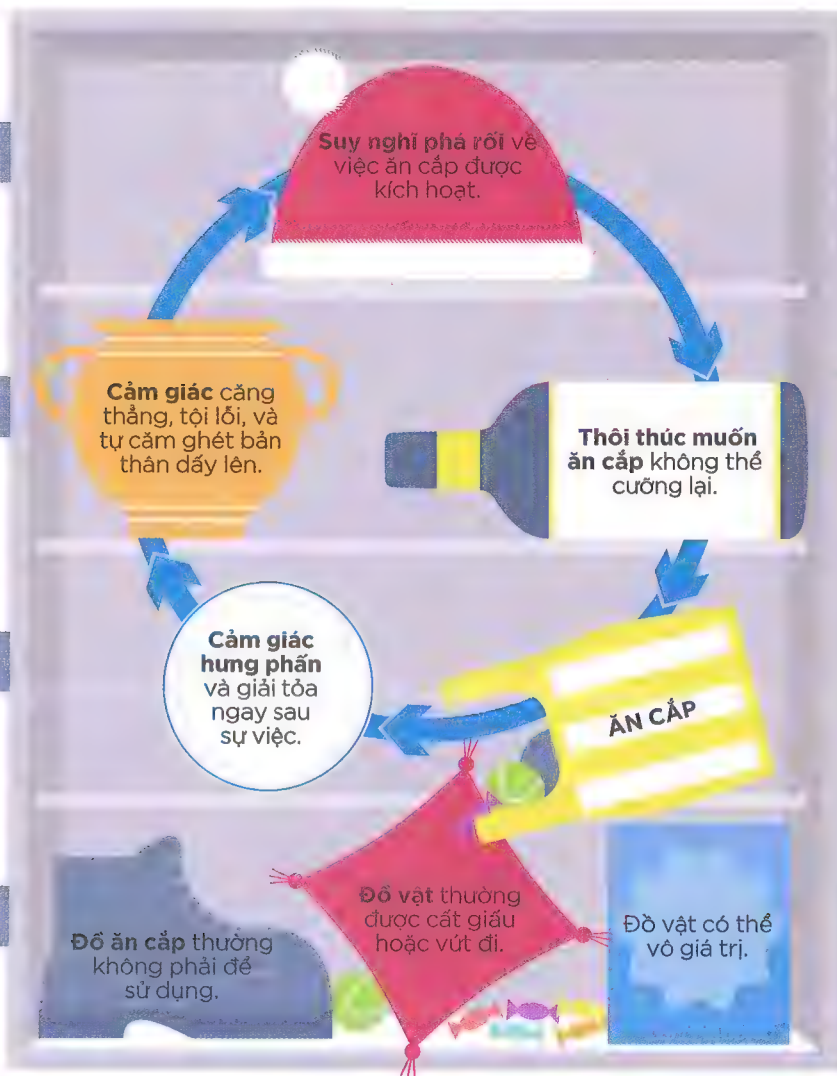 Suy nghĩ phá rối về
việc ăn cắp được
kích hoạt.
Thôi thúc muốn
ăn cắp không thể
cưỡng lại.
ĂN CẮP
Cảm giác
hưng phấn
và giải tỏa
ngay sau
sự việc.
Cảm giác căng
thẳng, tội lỗi, và
tự căm ghét bản
thân dấy lên.
Đồ ăn cắp thường
không phải để
sử dụng.
Đồ vật thường
được cất giấu
hoặc vứt đi.
Đồ vật có thể
vô giá trị.